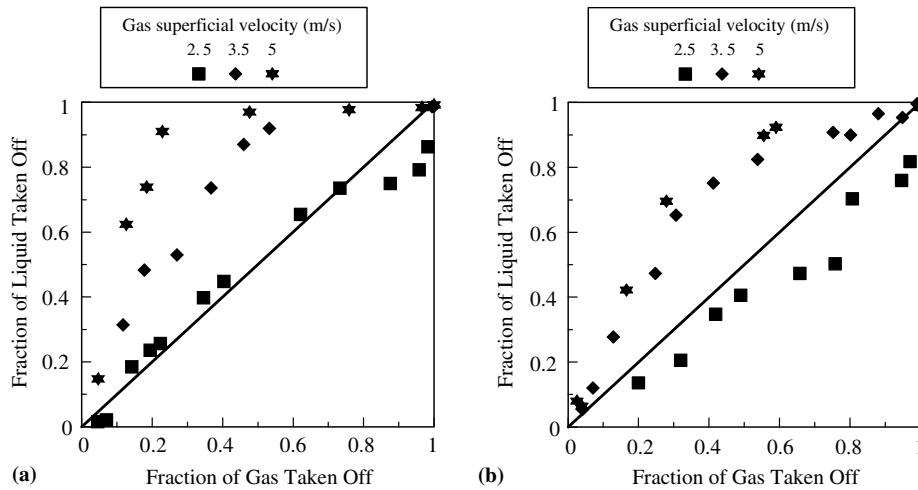 Gas superficial velocity (m/s)
2. 5 3. 5 5
1
0.8
0.6
0.4
0.2
0
Fraction of Liquid Taken Off
0 0.2 0.4 0.6 0.8 1
(a) Fraction of Gas Taken Off
Gas superficial velocity (m/s)
2.5 3. 5 5
1
0.8
0.6
0.4
0.2
0
Fraction of Liquid Taken Off
0 0.2 0.4 0.6 0.8 1
(b) Fraction of Gas Taken Off